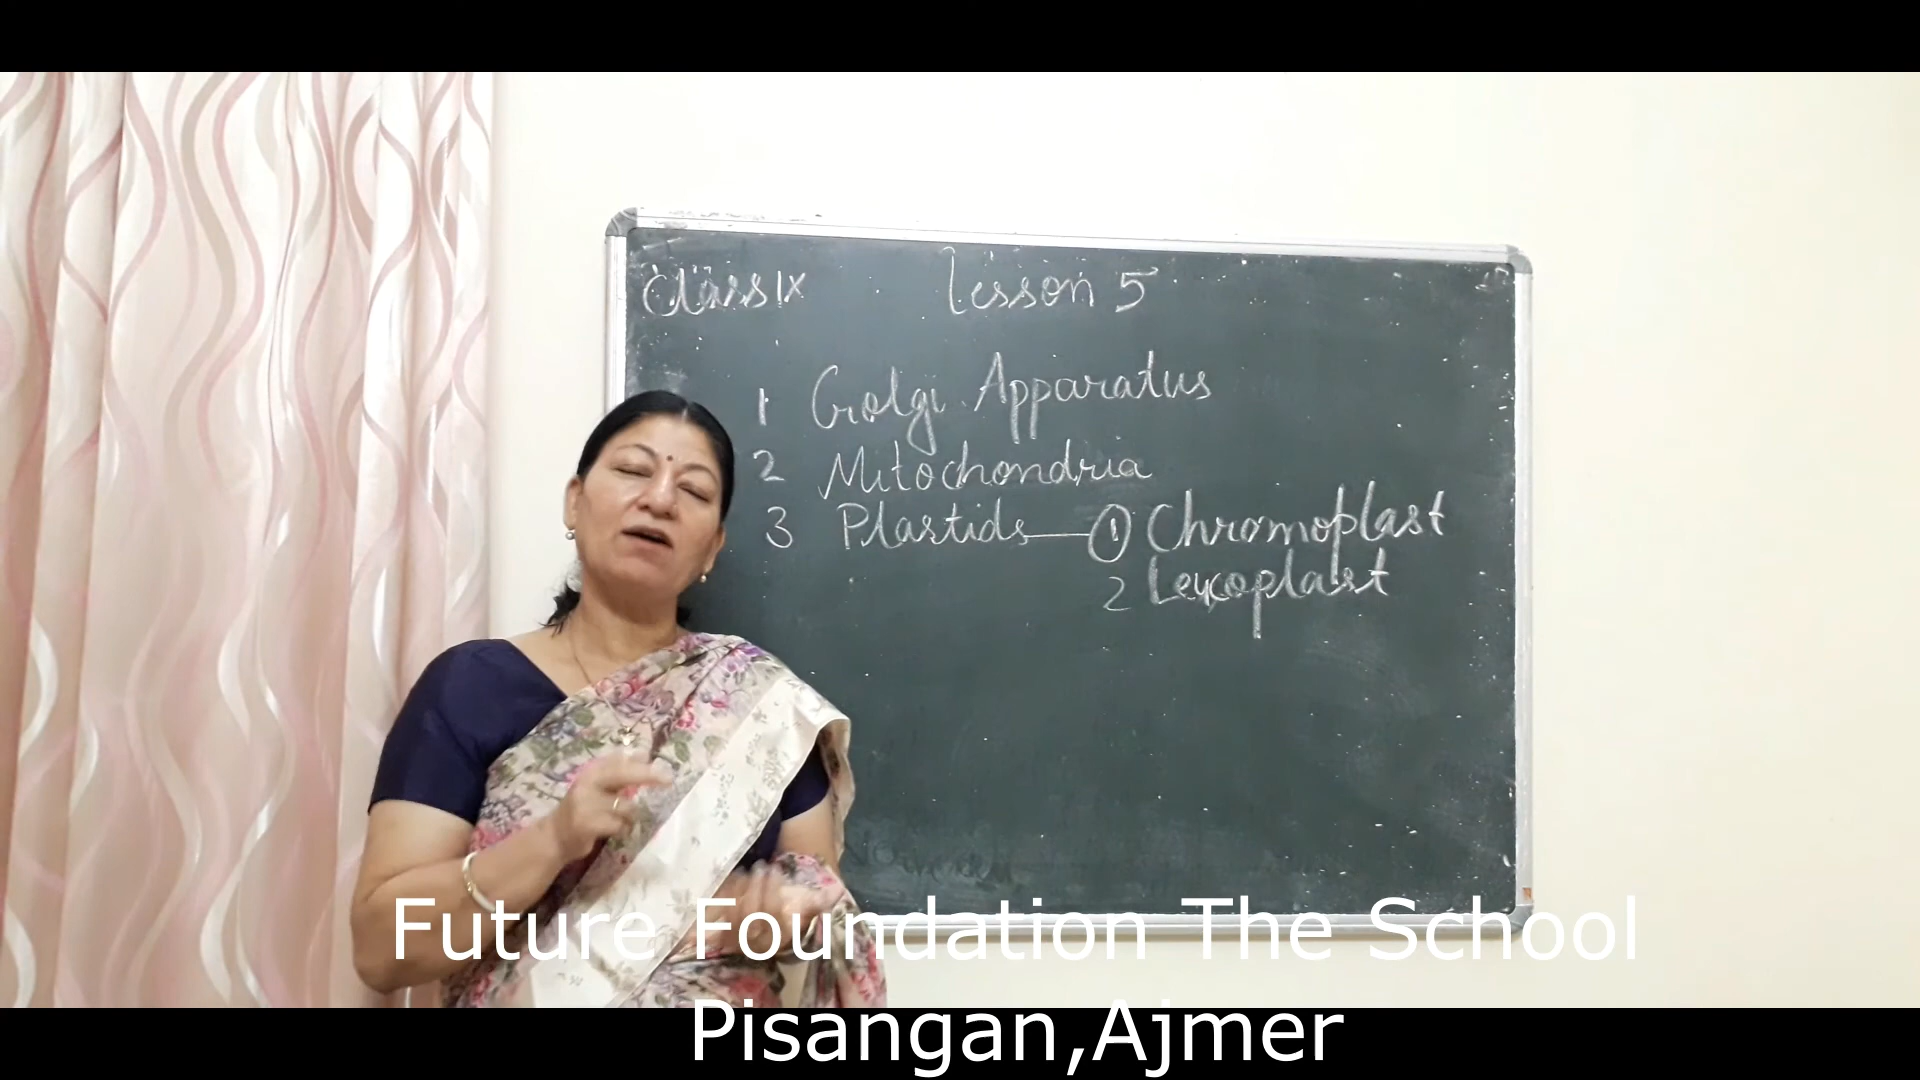 Class IX Lesson 5
1 Golgi Apparatus
2 Mitochondria
3 Plastids — ① Chromoplast
2 Leucoplast
Future Foundation The School
Pisangan,Ajmer